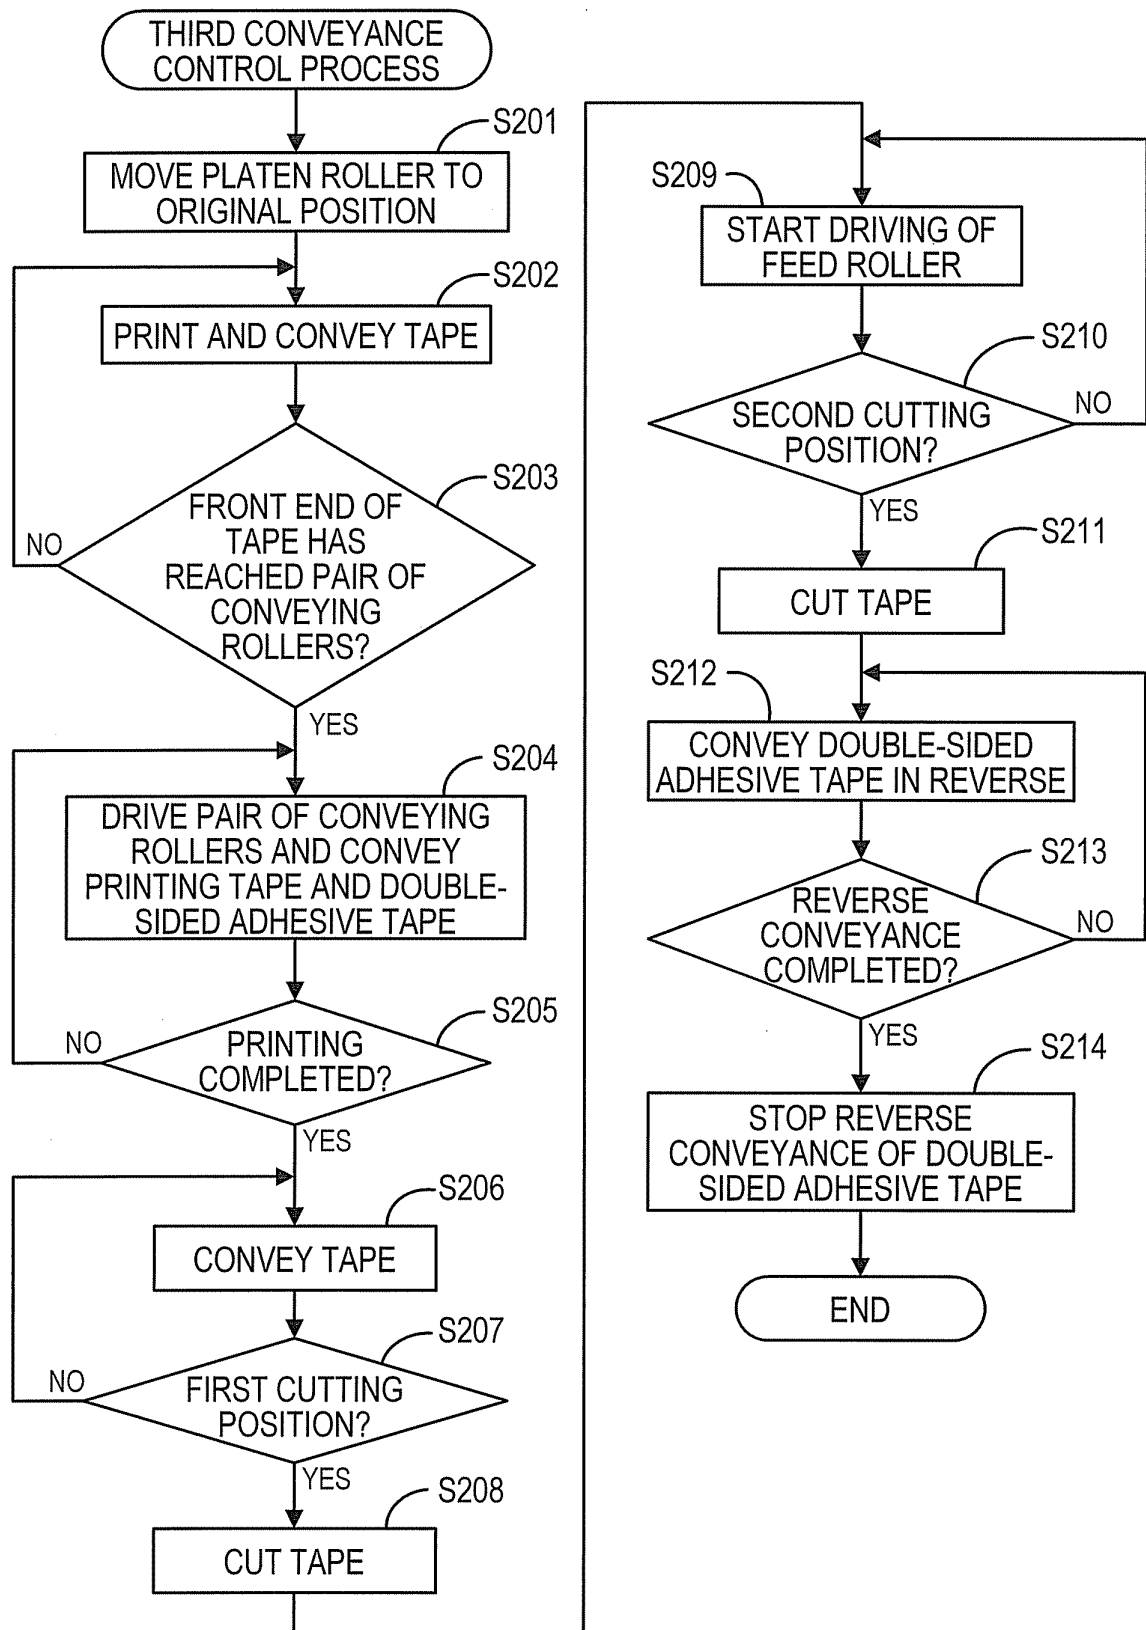 THIRD CONVEYANCE
CONTROL PROCESS
S201
MOVE PLATEN ROLLER TO
ORIGINAL POSITION
S202
PRINT AND CONVEY TAPE
S203
FRONT END OF
TAPE HAS
REACHED PAIR OF
CONVEYING
ROLLERS?
NO
YES
S204
DRIVE PAIR OF CONVEYING
ROLLERS AND CONVEY
PRINTING TAPE AND DOUBLE-
SIDED ADHESIVE TAPE
S205
PRINTING
COMPLETED?
NO
YES
S206
CONVEY TAPE
S207
FIRST CUTTING
POSITION?
NO
YES
S208
CUT TAPE
S209
START DRIVING OF
FEED ROLLER
S210
SECOND CUTTING
POSITION?
NO
YES
S211
CUT TAPE
S212
CONVEY DOUBLE-SIDED
ADHESIVE TAPE IN REVERSE
S213
REVERSE
CONVEYANCE
COMPLETED?
NO
YES
S214
STOP REVERSE
CONVEYANCE OF DOUBLE-
SIDED ADHESIVE TAPE
END